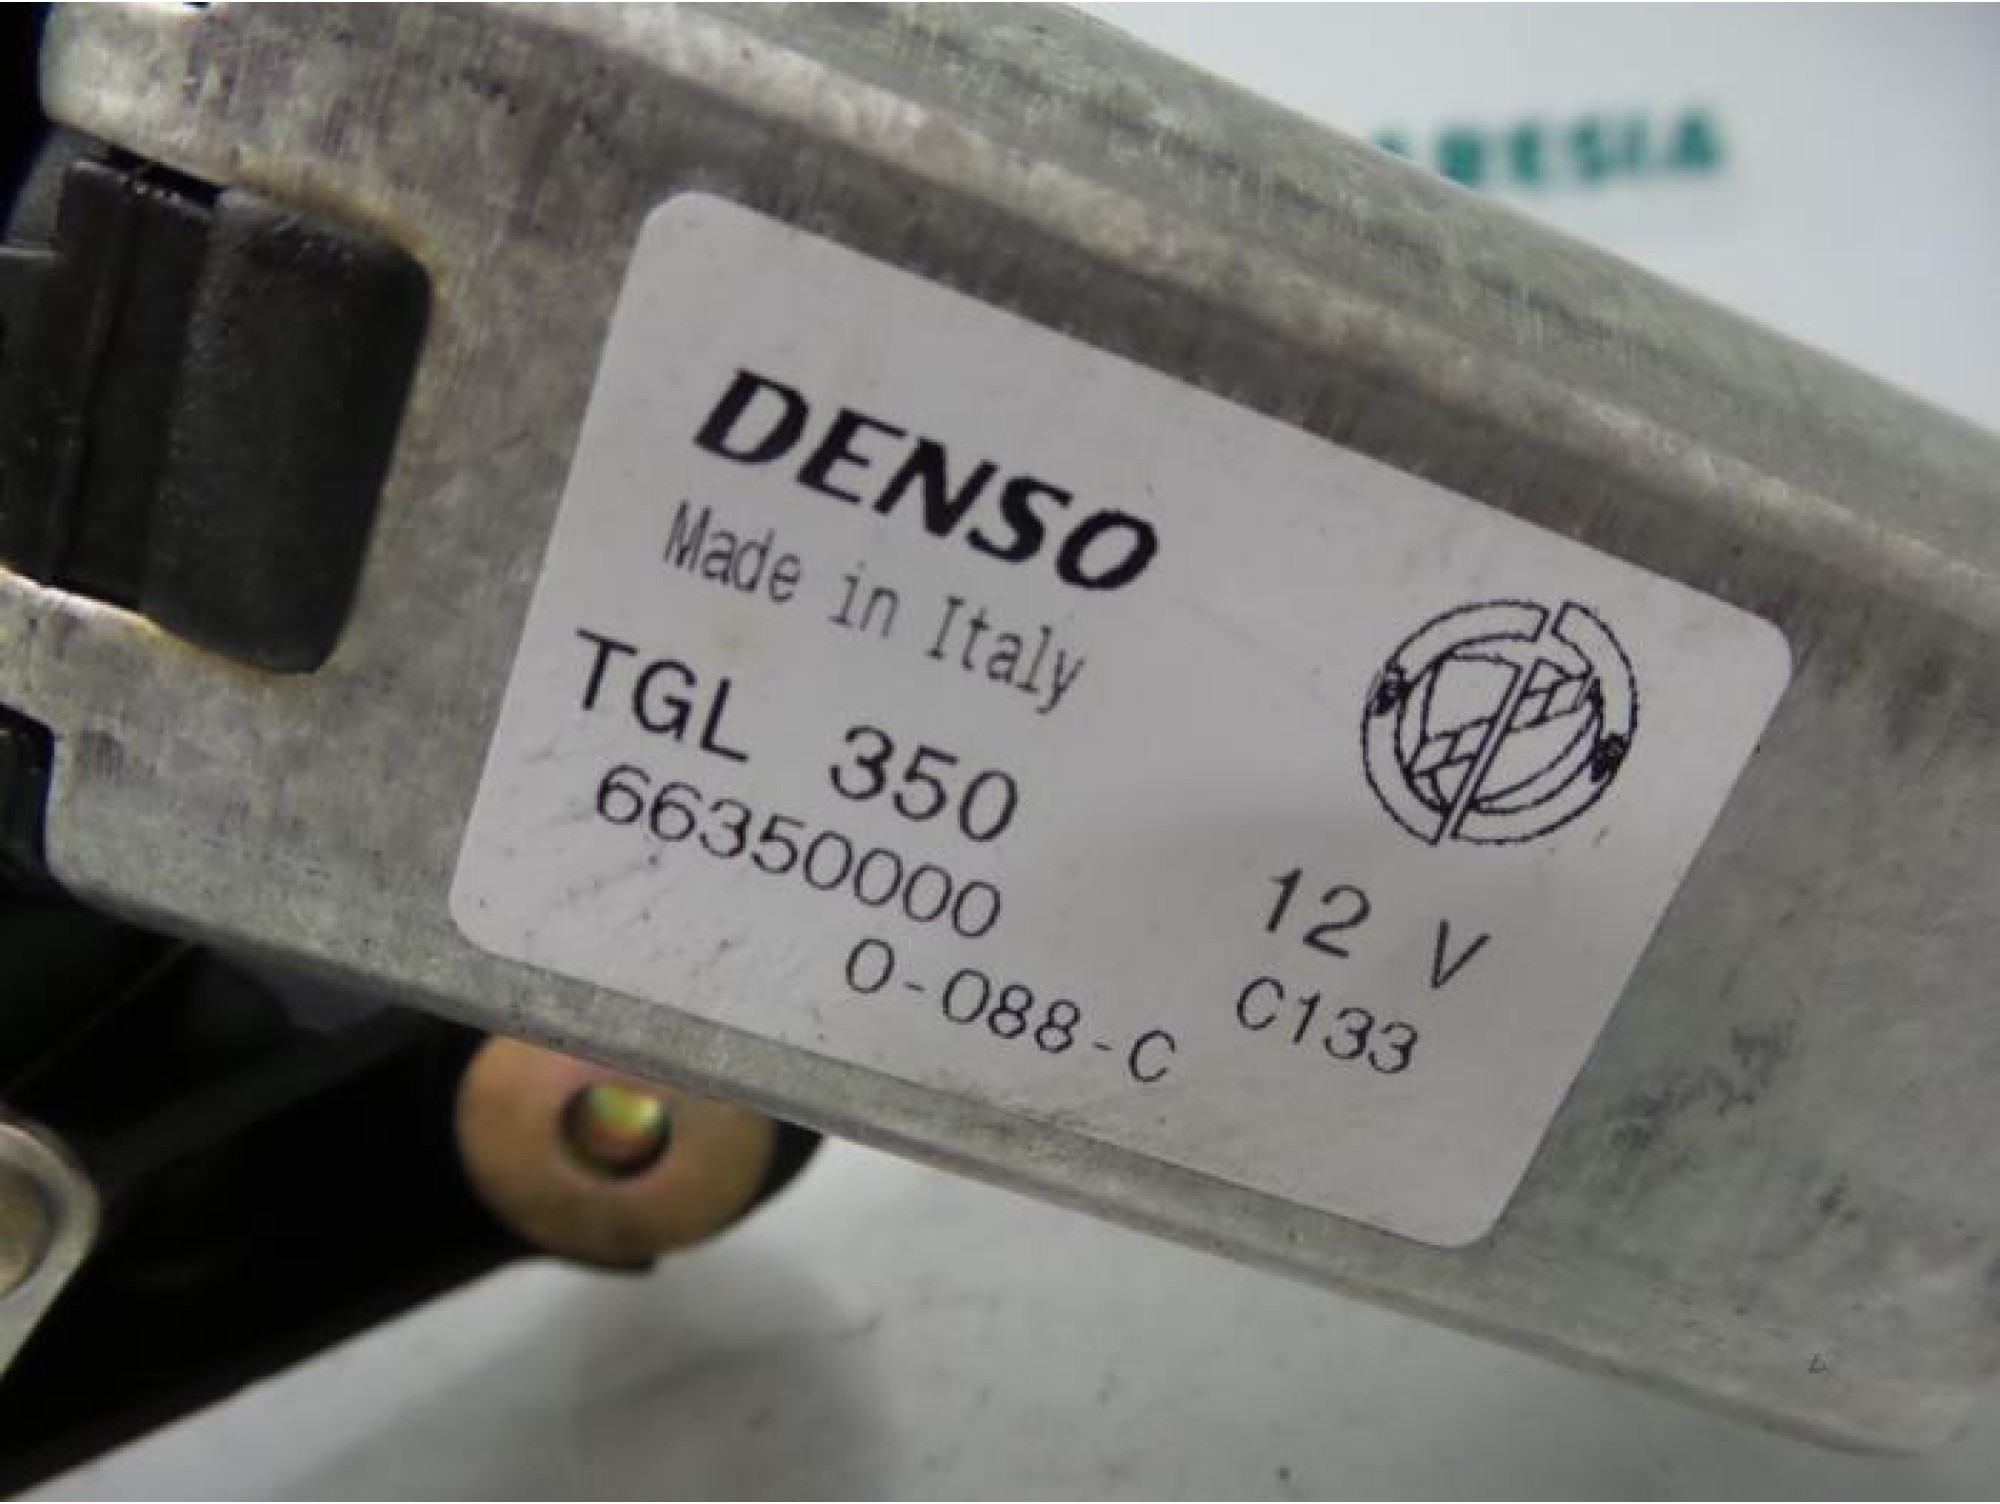 DENSO
Made in Italy
TGL 350
66350000
12 V
0-088-C
C133